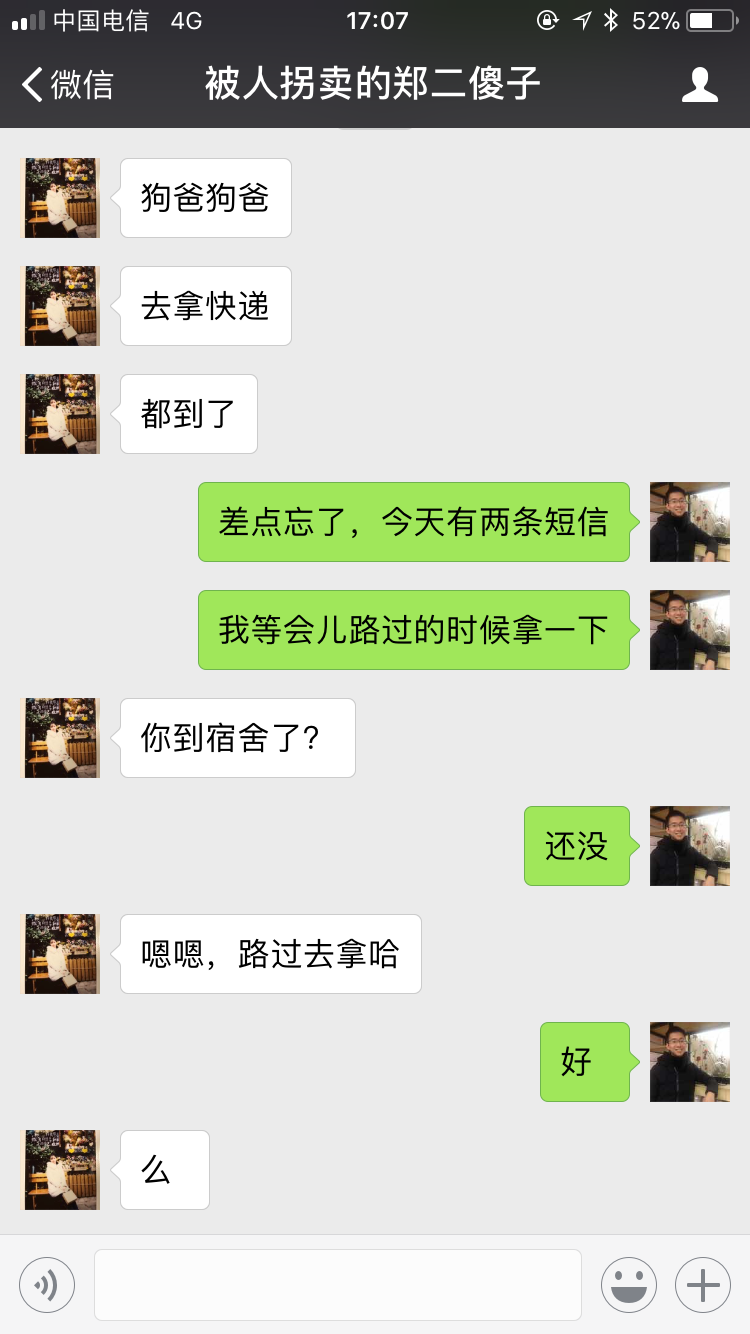 中国电信 4G 17:07 52%
微信 被人拐卖的郑二傻子
狗爸狗爸
去拿快递
都到了
差点忘了，今天有两条短信
我等会儿路过的时候拿一下
你到宿舍了？
还没
嗯嗯，路过去拿哈
好
么